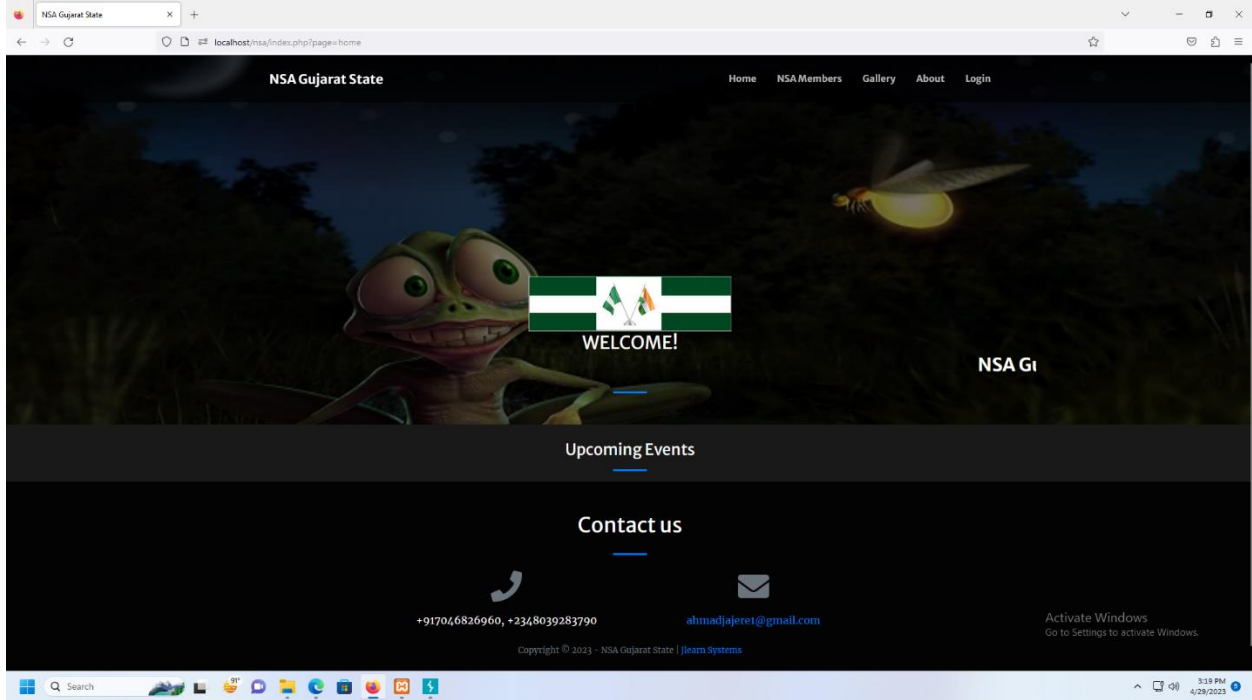 NSA Gujarat State
localhost/nsa/index.php?page=home
NSA Gujarat State
Home NSA Members Gallery About Login
WELCOME!
NSA Gu
Upcoming Events
Contact us
+917046826960, +2348039283790
ahmadjajere1@gmail.com
Copyright © 2023 - NSA Gujarat State | Jlearn Systems
Activate Windows
Go to Settings to activate Windows.
Search
91°
3:19 PM
4/29/2023